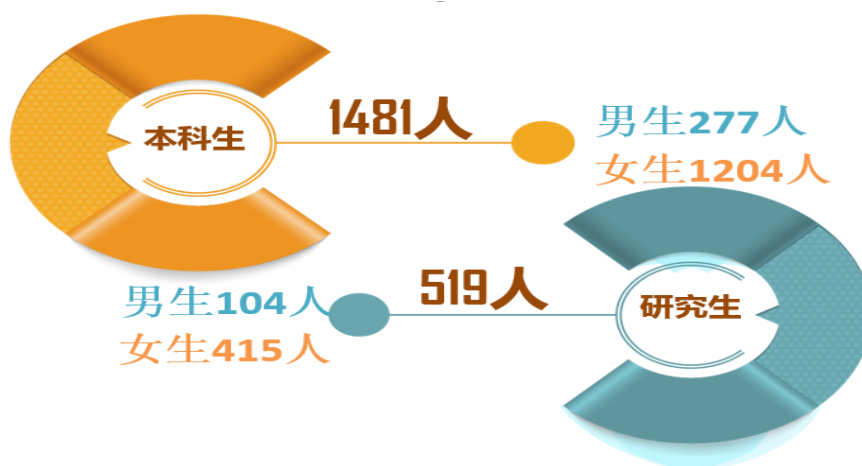 本科生
1481人
男生277人
女生1204人
男生104人
女生415人
519人
研究生